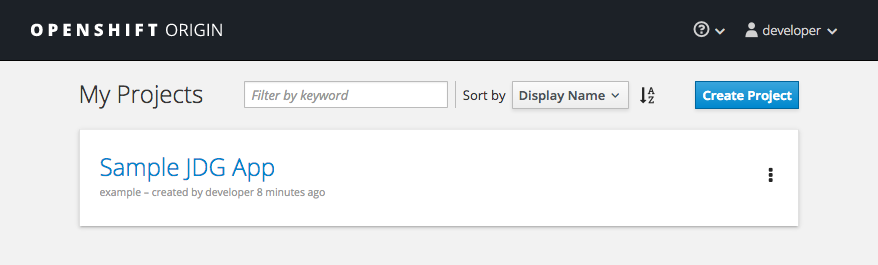 OPENSHIFT ORIGIN
developer
My Projects
Filter by keyword
Sort by
Display Name
A
Z
Create Project
Sample JDG App
example – created by developer 8 minutes ago